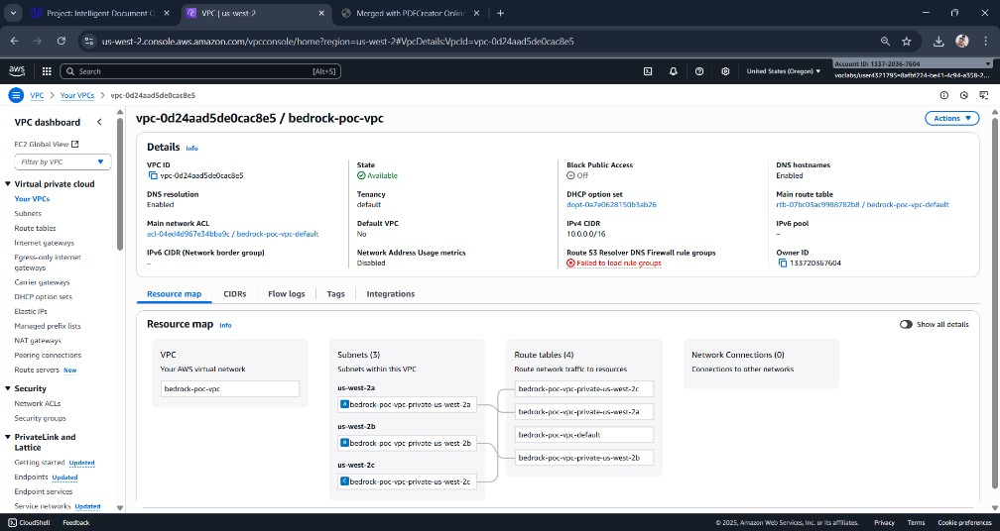 Project: Intelligent Document Q
VPC | us-west-2
Merged with PDFCreator Online
us-west-2.console.aws.amazon.com/vpcconsole/home?region=us-west-2#VpcDetails:VpcId=vpc-0d24aad5de0cac8e5
aws
Search
[Alt+S]
United States (Oregon)
Account ID: 1337-2036-7604
VPC
Your VPCs
vpc-0d24aad5de0cac8e5
VPC dashboard
EC2 Global View
Filter by VPC
Virtual private cloud
Your VPCs
Subnets
Route tables
Internet gateways
Egress-only internet
gateways
Carrier gateways
DHCP option sets
Elastic IPs
Managed prefix lists
NAT gateways
Peering connections
Route servers New
Security
Network ACLs
Security groups
PrivateLink and
Lattice
Getting started Updated
Endpoints Updated
Endpoint services
Service networks Updated
vpc-0d24aad5de0cac8e5 / bedrock-poc-vpc
Actions
Details Info
VPC ID
vpc-0d24aad5de0cac8e5
State
Available
Block Public Access
Off
DNS hostnames
Enabled
DNS resolution
Enabled
Tenancy
default
DHCP option set
dopt-0a7e0628150b3ab26
Main route table
rtb-07bc03ac9988782b8 / bedrock-poc-vpc-default
Main network ACL
acl-04ed4d967e34bba9c / bedrock-poc-vpc-default
Default VPC
No
IPv4 CIDR
10.0.0.0/16
IPv6 pool
–
IPv6 CIDR (Network border group)
–
Network Address Usage metrics
Disabled
Route 53 Resolver DNS Firewall rule groups
Failed to load rule groups
Owner ID
133720367604
Resource map
CIDRs
Flow logs
Tags
Integrations
Resource map Info
Show all details
VPC
Your AWS virtual network
bedrock-poc-vpc
Subnets (3)
Subnets within this VPC
us-west-2a
A bedrock-poc-vpc-private-us-west-2a
us-west-2b
B bedrock-poc-vpc-private-us-west-2b
us-west-2c
C bedrock-poc-vpc-private-us-west-2c
Route tables (4)
Route network traffic to resources
bedrock-poc-vpc-private-us-west-2c
bedrock-poc-vpc-private-us-west-2a
bedrock-poc-vpc-default
bedrock-poc-vpc-private-us-west-2b
Network Connections (0)
Connections to other networks
CloudShell
Feedback
© 2025, Amazon Web Services, Inc. or its affiliates.
Privacy
Terms
Cookie preferences